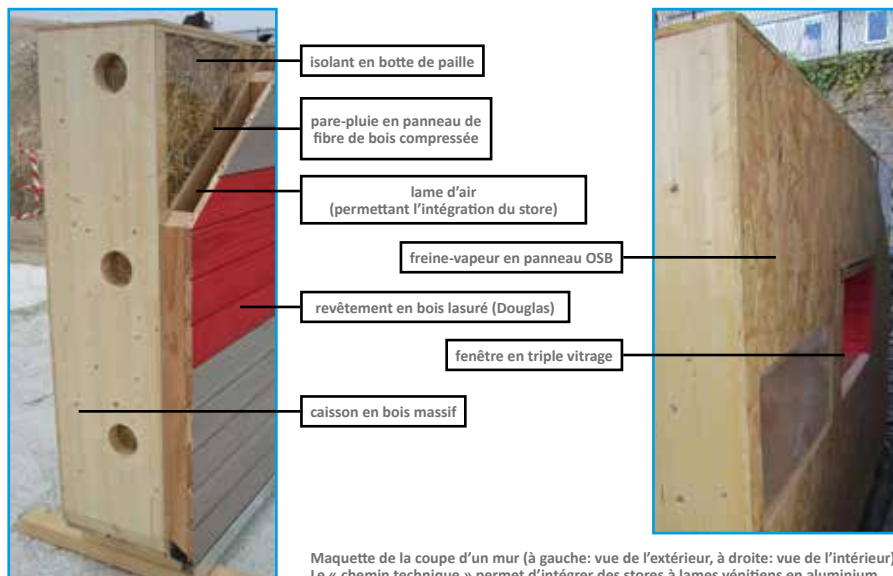 isolant en botte de paille
pare-pluie en panneau de
fibre de bois compressée
lame d'air
(permettant l'intégration du store)
freine-vapeur en panneau OSB
revêtement en bois lasuré (Douglas)
fenêtre en triple vitrage
caisson en bois massif
Maquette de la coupe d'un mur (à gauche: vue de l'extérieur, à droite: vue de l'intérieur)
Le « chemin technique » permet d'intégrer des stores à lames vénitiens en aluminium